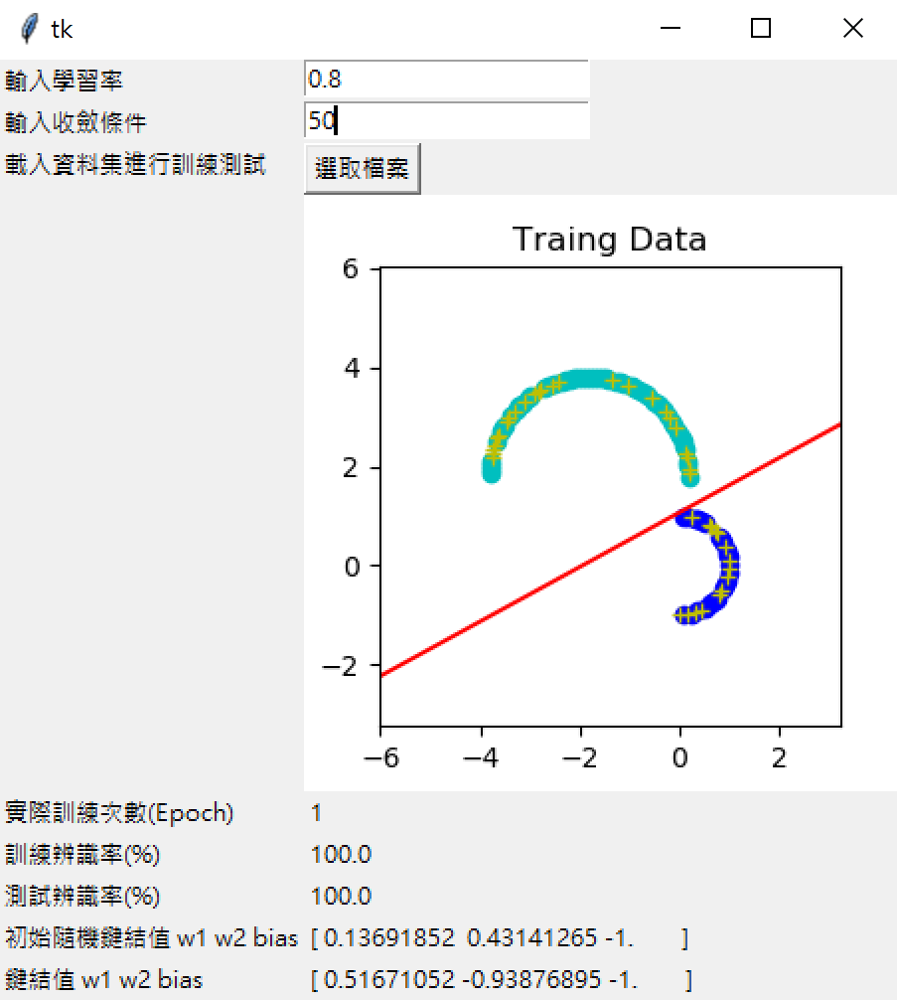 tk
輸入學習率 0.8
輸入收斂條件 50
載入資料集進行訓練測試 選取檔案
Traing Data
6
4
2
0
−2
−6 −4 −2 0 2
實際訓練次數(Epoch) 1
訓練辨識率(%) 100.0
測試辨識率(%) 100.0
初始隨機鍵結值 w1 w2 bias [ 0.13691852 0.43141265 -1. ]
鍵結值 w1 w2 bias [ 0.51671052 -0.93876895 -1. ]